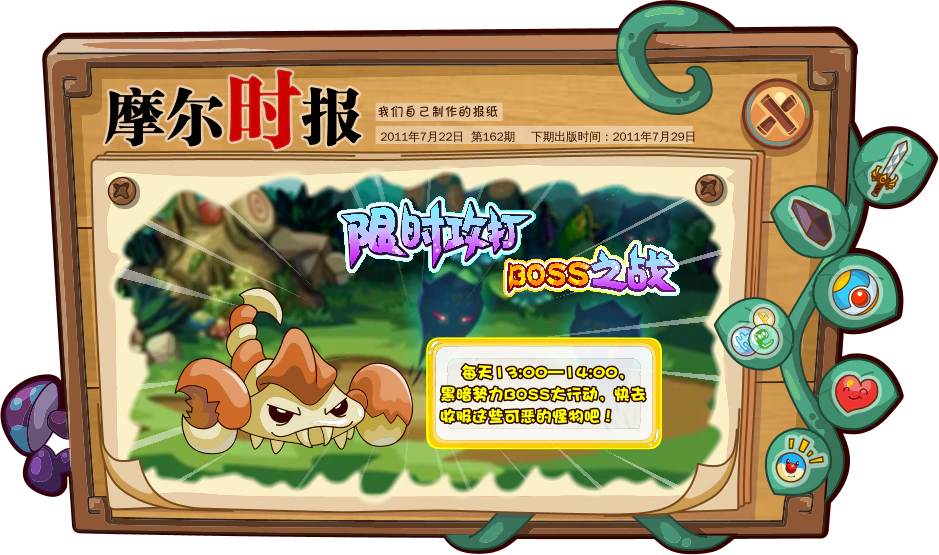 摩尔时报
我们自己制作的报纸
2011年7月22日 第162期 下期出版时间：2011年7月29日
限时攻打
BOSS之战
每天13:00—14:00，
黑暗势力BOSS大行动，快去
收服这些可恶的怪物吧！